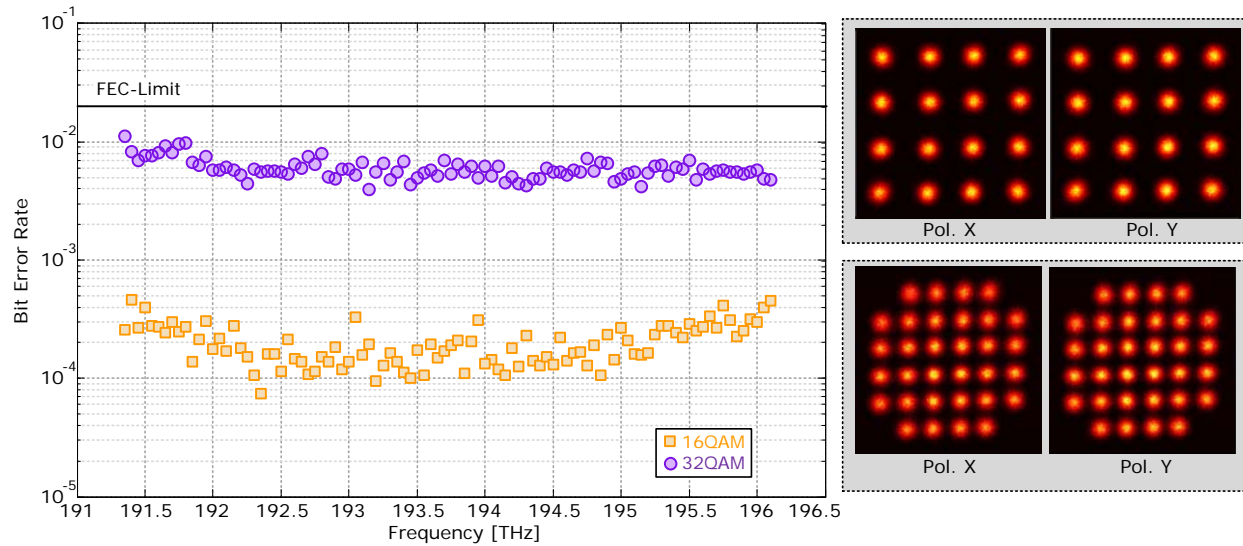 10^-1
10^-2
10^-3
10^-4
10^-5
Bit Error Rate
FEC-Limit
16QAM
32QAM
191 191.5 192 192.5 193 193.5 194 194.5 195 195.5 196 196.5
Frequency [THz]
Pol. X Pol. Y
Pol. X Pol. Y